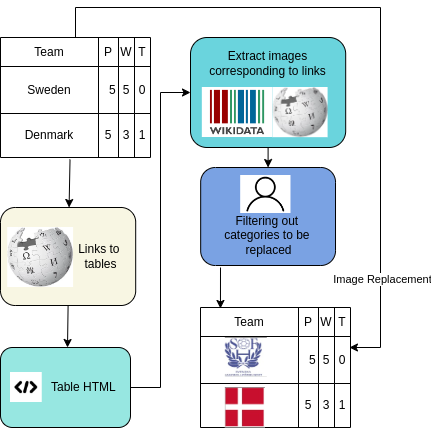 Team P W T
Sweden 5 5 0
Denmark 5 3 1
Extract images
corresponding to links
WIKIDATA
Filtering out
categories to be
replaced
Links to
tables
Image Replacement
Table HTML
Team P W T
5 5 0
5 3 1